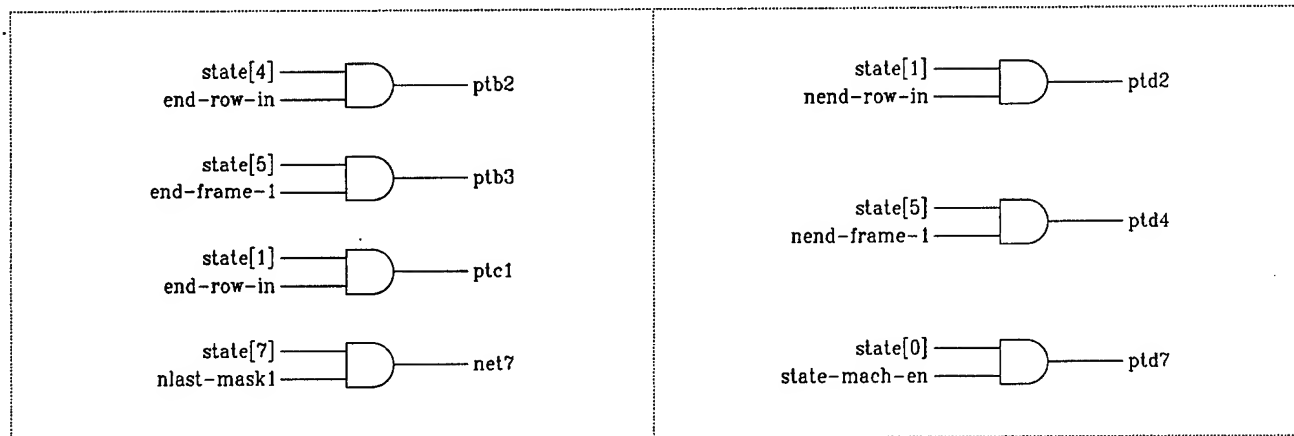 state[4]
end-row-in
ptb2
state[5]
end-frame-1
ptb3
state[1]
end-row-in
ptc1
state[7]
nlast-mask1
net7
state[1]
nend-row-in
ptd2
state[5]
nend-frame-1
ptd4
state[0]
state-mach-en
ptd7